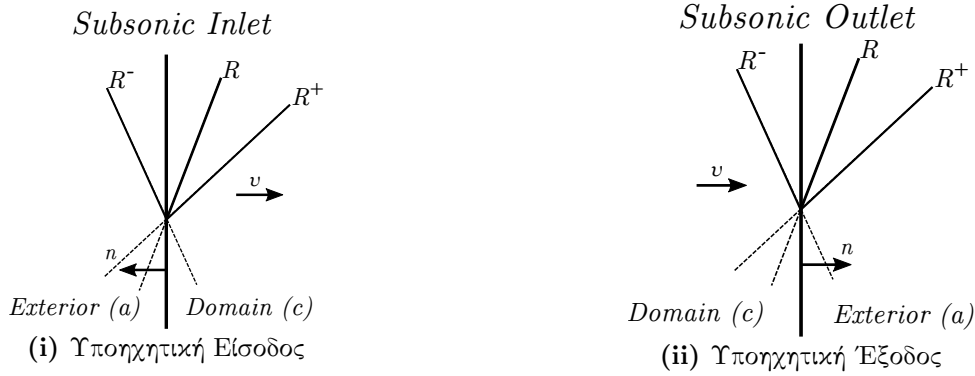 Subsonic Inlet
R-
R
R+
v
n
Exterior (a)
Domain (c)
(i) Υποηχητική Είσοδος
Subsonic Outlet
R-
R
R+
v
n
Domain (c)
Exterior (a)
(ii) Υποηχητική Έξοδος